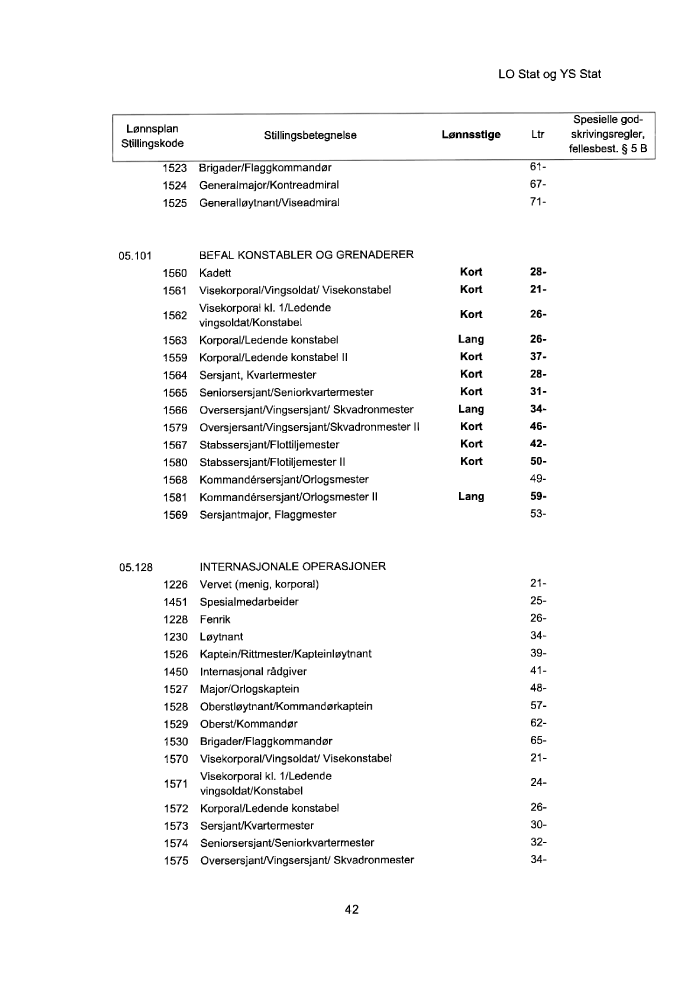 LO Stat og YS Stat
Lønnsplan
Stillingskode
Stillingsbetegnelse
Lønnsstige
Ltr
Spesielle god-
skrivingsregler,
fellesbest. § 5 B
1523 Brigader/Flaggkommandør 61-
1524 Generalmajor/Kontreadmiral 67-
1525 Generalløytnant/Viseadmiral 71-
05.101 BEFAL KONSTABLER OG GRENADERER
1560 Kadett Kort 28-
1561 Visekorporal/Vingsoldat/ Visekonstabel Kort 21-
1562 Visekorporal kl. 1/Ledende
vingsoldat/Konstabel Kort 26-
1563 Korporal/Ledende konstabel Lang 26-
1559 Korporal/Ledende konstabel II Kort 37-
1564 Sersjant, Kvartermester Kort 28-
1565 Seniorsersjant/Seniorkvartermester Kort 31-
1566 Oversersjant/Vingsersjant/ Skvadronmester Lang 34-
1579 Oversjersant/Vingsersjant/Skvadronmester II Kort 46-
1567 Stabssersjant/Flottiljemester Kort 42-
1580 Stabssersjant/Flotiljemester II Kort 50-
1568 Kommandérsersjant/Orlogsmester 49-
1581 Kommandérsersjant/Orlogsmester II Lang 59-
1569 Sersjantmajor, Flaggmester 53-
05.128 INTERNASJONALE OPERASJONER
1226 Vervet (menig, korporal) 21-
1451 Spesialmedarbeider 25-
1228 Fenrik 26-
1230 Løytnant 34-
1526 Kaptein/Rittmester/Kapteinløytnant 39-
1450 Internasjonal rådgiver 41-
1527 Major/Orlogskaptein 48-
1528 Oberstløytnant/Kommandørkaptein 57-
1529 Oberst/Kommandør 62-
1530 Brigader/Flaggkommandør 65-
1570 Visekorporal/Vingsoldat/ Visekonstabel 21-
1571 Visekorporal kl. 1/Ledende
vingsoldat/Konstabel 24-
1572 Korporal/Ledende konstabel 26-
1573 Sersjant/Kvartermester 30-
1574 Seniorsersjant/Seniorkvartermester 32-
1575 Oversersjant/Vingsersjant/ Skvadronmester 34-
42